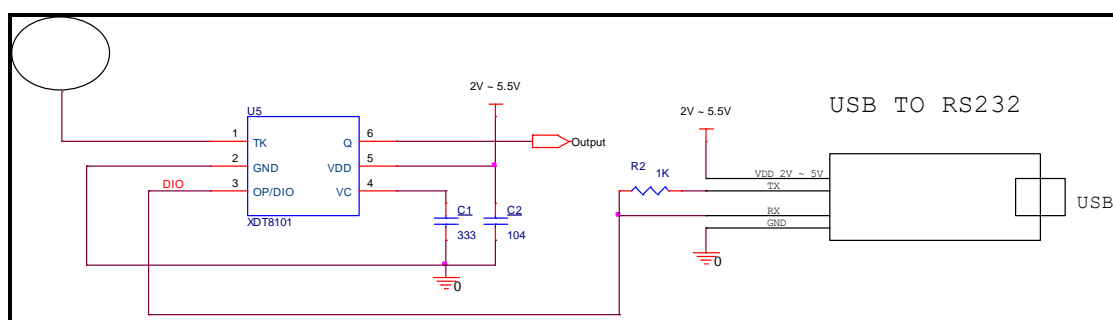 2V ~ 5.5V
U5
1 TK
2 GND
3 OP/DIO
Q 6
VDD 5
VC 4
XDT8101
DIO
Output
C1
333
C2
104
0
USB TO RS232
2V ~ 5.5V
R2 1K
VDD 2V ~ 5V
TX
RX
GND
0
USB